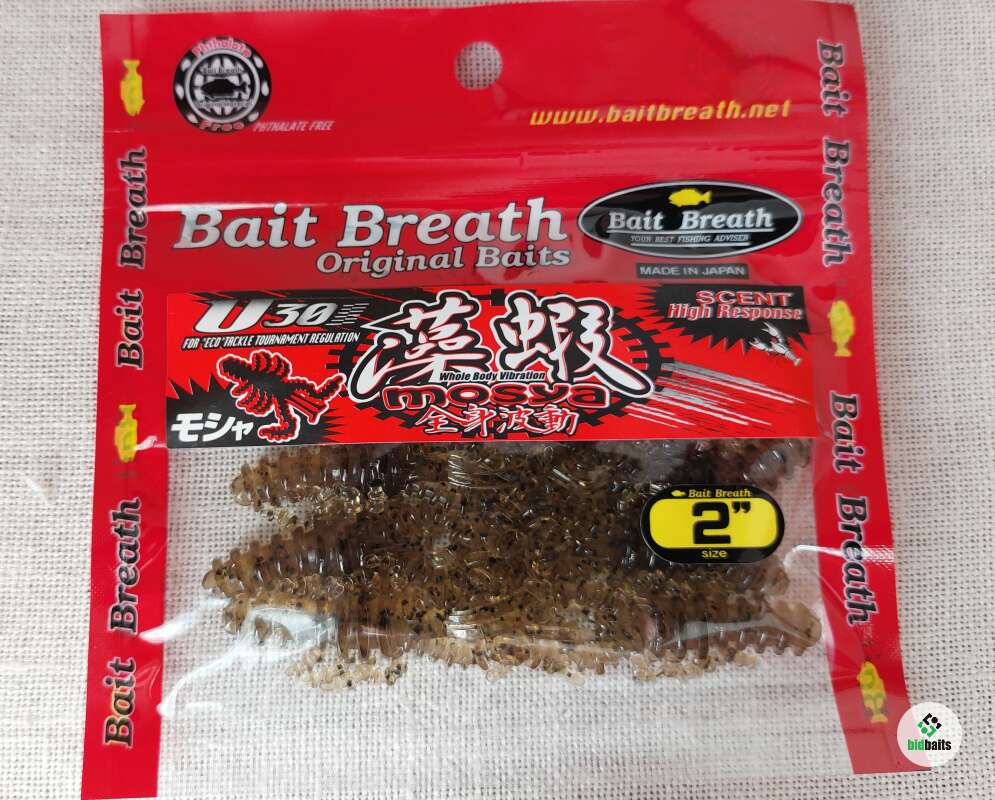 Phthalate
Bait Breath
Free
PHTHALATE FREE
www.baitbreath.net
Bait Breath
Original Baits
Bait Breath
YOUR BEST FISHING ADVISER
MADE IN JAPAN
U30
FOR "ECO" TACKLE TOURNAMENT REGULATION
藻蝦
SCENT
High Response
Whole Body Vibration
mosya
全身波動
モシャ
Bait Breath
2"
size
Bait Breath
Bait Breath
Bait Breath
Bait Breath
Bait Breath
bidbaits